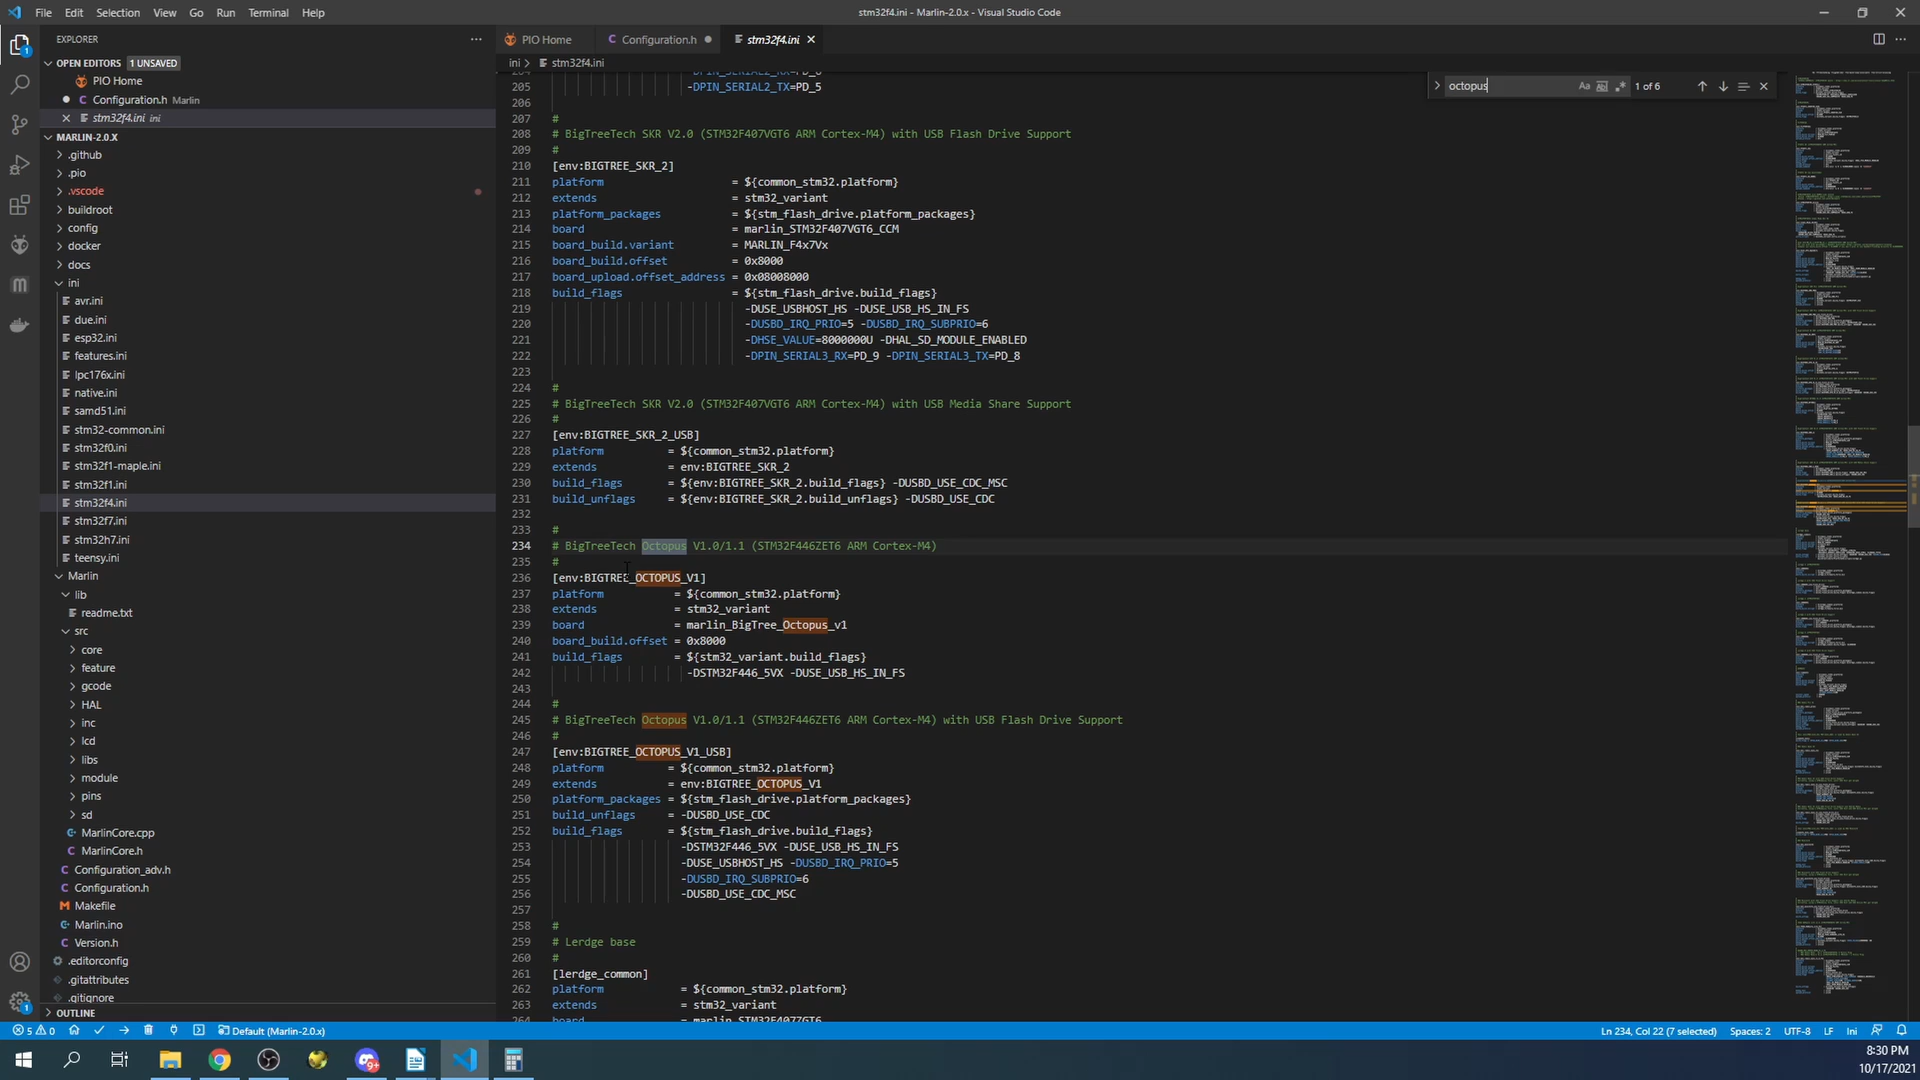 File Edit Selection View Go Run Terminal Help
stm32f4.ini - Marlin-2.0.x - Visual Studio Code
EXPLORER
OPEN EDITORS 1 UNSAVED
PIO Home
Configuration.h Marlin
stm32f4.ini ini
MARLIN-2.0.X
.github
.pio
.vscode
buildroot
config
docker
docs
ini
avr.ini
due.ini
esp32.ini
features.ini
lpc176x.ini
native.ini
samd51.ini
stm32-common.ini
stm32f0.ini
stm32f1-maple.ini
stm32f1.ini
stm32f4.ini
stm32f7.ini
stm32h7.ini
teensy.ini
Marlin
lib
readme.txt
src
core
feature
gcode
HAL
inc
lcd
libs
module
pins
sd
MarlinCore.cpp
MarlinCore.h
Configuration_adv.h
Configuration.h
Makefile
Marlin.ino
Version.h
.editorconfig
.gitattributes
.gitignore
OUTLINE
PIO Home Configuration.h stm32f4.ini
ini > stm32f4.ini
octopus Aa 1 of 6
205 -DPIN_SERIAL2_TX=PD_5
206
207 #
208 # BigTreeTech SKR V2.0 (STM32F407VGT6 ARM Cortex-M4) with USB Flash Drive Support
209 #
210 [env:BIGTREE_SKR_2]
211 platform = ${common_stm32.platform}
212 extends = stm32_variant
213 platform_packages = ${stm_flash_drive.platform_packages}
214 board = marlin_STM32F407VGT6_CCM
215 board_build.variant = MARLIN_F4x7Vx
216 board_build.offset = 0x8000
217 board_upload.offset_address = 0x08008000
218 build_flags = ${stm_flash_drive.build_flags}
219 -DUSE_USBHOST_HS -DUSE_USB_HS_IN_FS
220 -DUSBD_IRQ_PRIO=5 -DUSBD_IRQ_SUBPRIO=6
221 -DHSE_VALUE=8000000U -DHAL_SD_MODULE_ENABLED
222 -DPIN_SERIAL3_RX=PD_9 -DPIN_SERIAL3_TX=PD_8
223
224 #
225 # BigTreeTech SKR V2.0 (STM32F407VGT6 ARM Cortex-M4) with USB Media Share Support
226 #
227 [env:BIGTREE_SKR_2_USB]
228 platform = ${common_stm32.platform}
229 extends = env:BIGTREE_SKR_2
230 build_flags = ${env:BIGTREE_SKR_2.build_flags} -DUSBD_USE_CDC_MSC
231 build_unflags = ${env:BIGTREE_SKR_2.build_unflags} -DUSBD_USE_CDC
232
233 #
234 # BigTreeTech Octopus V1.0/1.1 (STM32F446ZET6 ARM Cortex-M4)
235 #
236 [env:BIGTREE_OCTOPUS_V1]
237 platform = ${common_stm32.platform}
238 extends = stm32_variant
239 board = marlin_BigTree_Octopus_v1
240 board_build.offset = 0x8000
241 build_flags = ${stm32_variant.build_flags}
242 -DSTM32F446_5VX -DUSE_USB_HS_IN_FS
243
244 #
245 # BigTreeTech Octopus V1.0/1.1 (STM32F446ZET6 ARM Cortex-M4) with USB Flash Drive Support
246 #
247 [env:BIGTREE_OCTOPUS_V1_USB]
248 platform = ${common_stm32.platform}
249 extends = env:BIGTREE_OCTOPUS_V1
250 platform_packages = ${stm_flash_drive.platform_packages}
251 build_unflags = -DUSBD_USE_CDC
252 build_flags = ${stm_flash_drive.build_flags}
253 -DSTM32F446_5VX -DUSE_USB_HS_IN_FS
254 -DUSE_USBHOST_HS -DUSBD_IRQ_PRIO=5
255 -DUSBD_IRQ_SUBPRIO=6
256 -DUSBD_USE_CDC_MSC
257
258 #
259 # Lerdge base
260 #
261 [lerdge_common]
262 platform = ${common_stm32.platform}
263 extends = stm32_variant
5 0 Default (Marlin-2.0.x)
Ln 234, Col 22 (7 selected) Spaces: 2 UTF-8 LF Ini
8:30 PM
10/17/2021